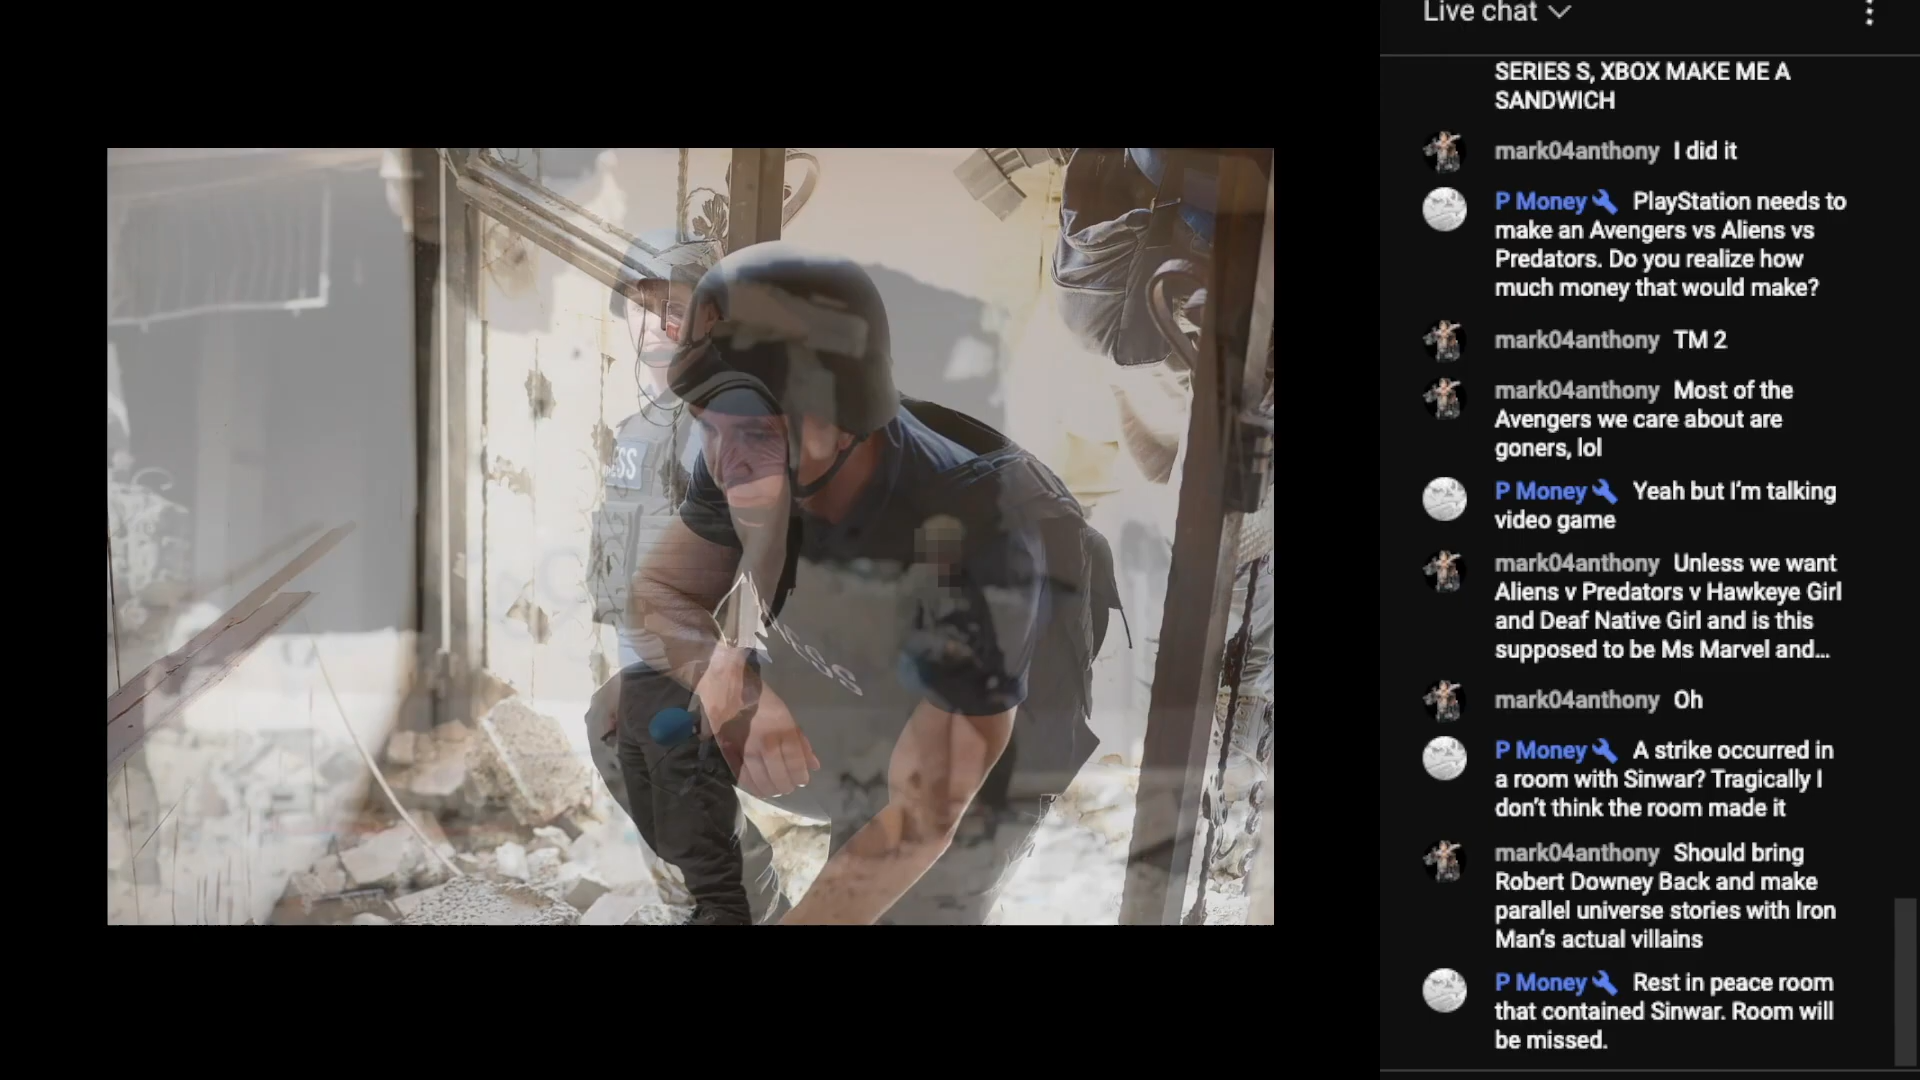 Live chat
SERIES S, XBOX MAKE ME A
SANDWICH
mark04anthony I did it
P Money PlayStation needs to
make an Avengers vs Aliens vs
Predators. Do you realize how
much money that would make?
mark04anthony TM 2
mark04anthony Most of the
Avengers we care about are
goners, lol
P Money Yeah but I'm talking
video game
mark04anthony Unless we want
Aliens v Predators v Hawkeye Girl
and Deaf Native Girl and is this
supposed to be Ms Marvel and...
mark04anthony Oh
P Money A strike occurred in
a room with Sinwar? Tragically I
don't think the room made it
mark04anthony Should bring
Robert Downey Back and make
parallel universe stories with Iron
Man's actual villains
P Money Rest in peace room
that contained Sinwar. Room will
be missed.